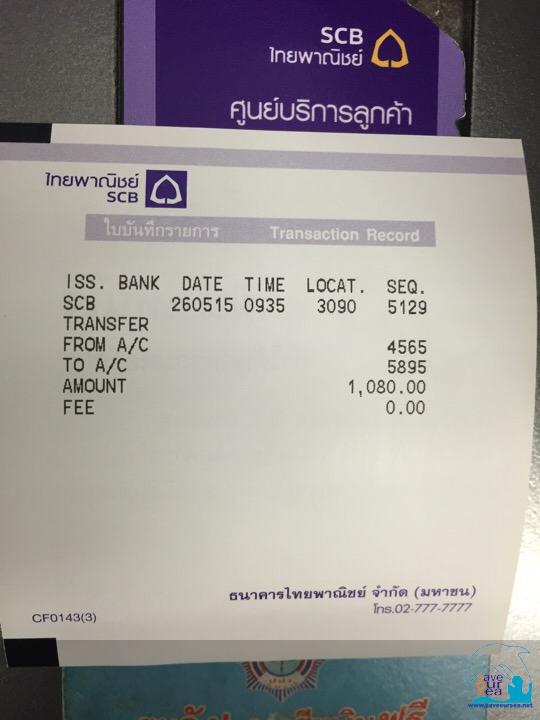 SCB
ไทยพาณิชย์
ศูนย์บริการลูกค้า
ไทยพาณิชย์
SCB
ใบบันทึกรายการ Transaction Record
ISS. BANK DATE TIME LOCAT. SEQ.
SCB 260515 0935 3090 5129
TRANSFER
FROM A/C 4565
TO A/C 5895
AMOUNT 1,080.00
FEE 0.00
ธนาคารไทยพาณิชย์ จำกัด (มหาชน)
โทร.02-777-7777
CF0143(3)
ave
ur
ea
www.saveoursea.net